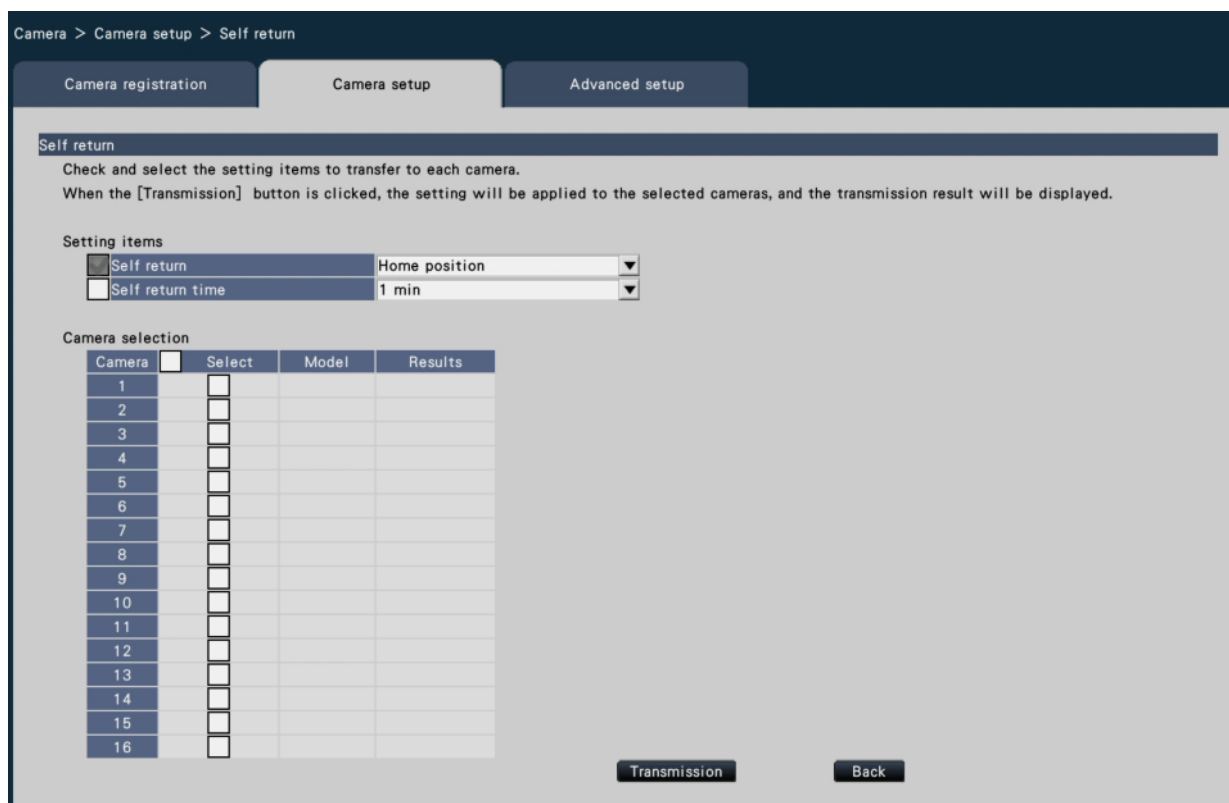 Camera > Camera setup > Self return
Camera registration Camera setup Advanced setup
Self return
Check and select the setting items to transfer to each camera.
When the [Transmission] button is clicked, the setting will be applied to the selected cameras, and the transmission result will be displayed.
Setting items
Self return Home position
Self return time 1 min
Camera selection
Camera Select Model Results
1
2
3
4
5
6
7
8
9
10
11
12
13
14
15
16
Transmission Back